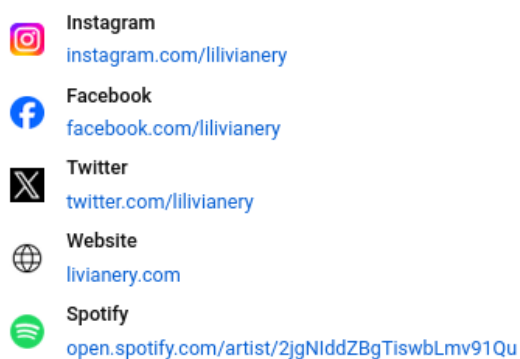 Instagram
instagram.com/lilivianery
Facebook
facebook.com/lilivianery
Twitter
twitter.com/lilivianery
Website
livianery.com
Spotify
open.spotify.com/artist/2jgNIddZBgTiswbLmv91Qu